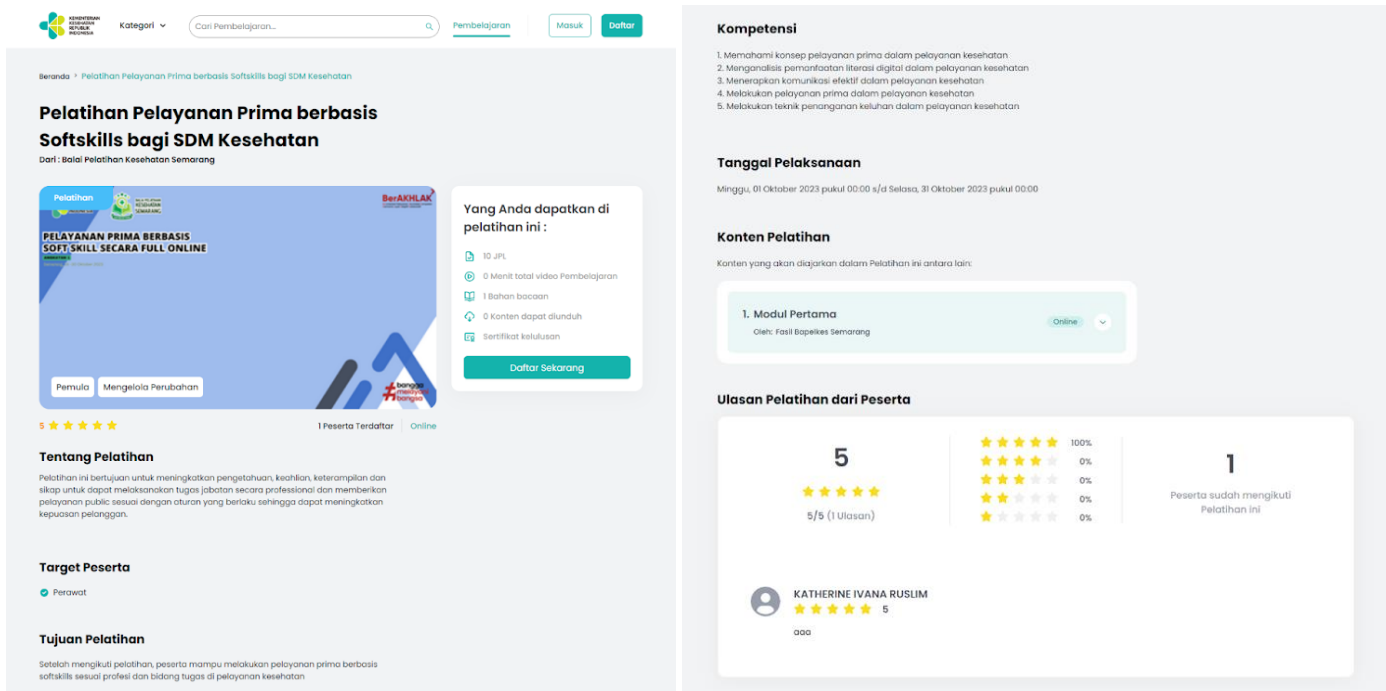 KEMENTERIAN
KESEHATAN
REPUBLIK
INDONESIA
Kategori
Cari Pembelajaran...
Pembelajaran
Masuk
Daftar
Beranda > Pelatihan Pelayanan Prima berbasis Softskills bagi SDM Kesehatan
Pelatihan Pelayanan Prima berbasis
Softskills bagi SDM Kesehatan
Dari : Balai Pelatihan Kesehatan Semarang
Pelatihan
KESEHATAN
SEMARANG
BerAKHLAK
PELAYANAN PRIMA BERBASIS
SOFT SKILL SECARA FULL ONLINE
Pemula
Mengelola Perubahan
bangga
melayani
bangsa
5
1 Peserta Terdaftar
Online
Yang Anda dapatkan di
pelatihan ini :
10 JPL
0 Menit total video Pembelajaran
1 Bahan bacaan
0 Konten dapat diunduh
Sertifikat kelulusan
Daftar Sekarang
Tentang Pelatihan
Pelatihan ini bertujuan untuk meningkatkan pengetahuan, keahlian, keterampilan dan
sikap untuk dapat melaksanakan tugas jabatan secara professional dan memberikan
pelayanan public sesuai dengan aturan yang berlaku sehingga dapat meningkatkan
kepuasan pelanggan.
Target Peserta
Perawat
Tujuan Pelatihan
Setelah mengikuti pelatihan, peserta mampu melakukan pelayanan prima berbasis
softskills sesuai profesi dan bidang tugas di pelayanan kesehatan
Kompetensi
1. Memahami konsep pelayanan prima dalam pelayanan kesehatan
2. Menganalisis pemanfaatan literasi digital dalam pelayanan kesehatan
3. Menerapkan komunikasi efektif dalam pelayanan kesehatan
4. Melakukan pelayanan prima dalam pelayanan kesehatan
5. Melakukan teknik penanganan keluhan dalam pelayanan kesehatan
Tanggal Pelaksanaan
Minggu, 01 Oktober 2023 pukul 00:00 s/d Selasa, 31 Oktober 2023 pukul 00:00
Konten Pelatihan
Konten yang akan diajarkan dalam Pelatihan ini antara lain:
1. Modul Pertama
Oleh: Fasil Bapelkes Semarang
Online
Ulasan Pelatihan dari Peserta
5
5/5 (1 Ulasan)
100%
0%
0%
0%
0%
1
Peserta sudah mengikuti
Pelatihan ini
KATHERINE IVANA RUSLIM
5
aaa